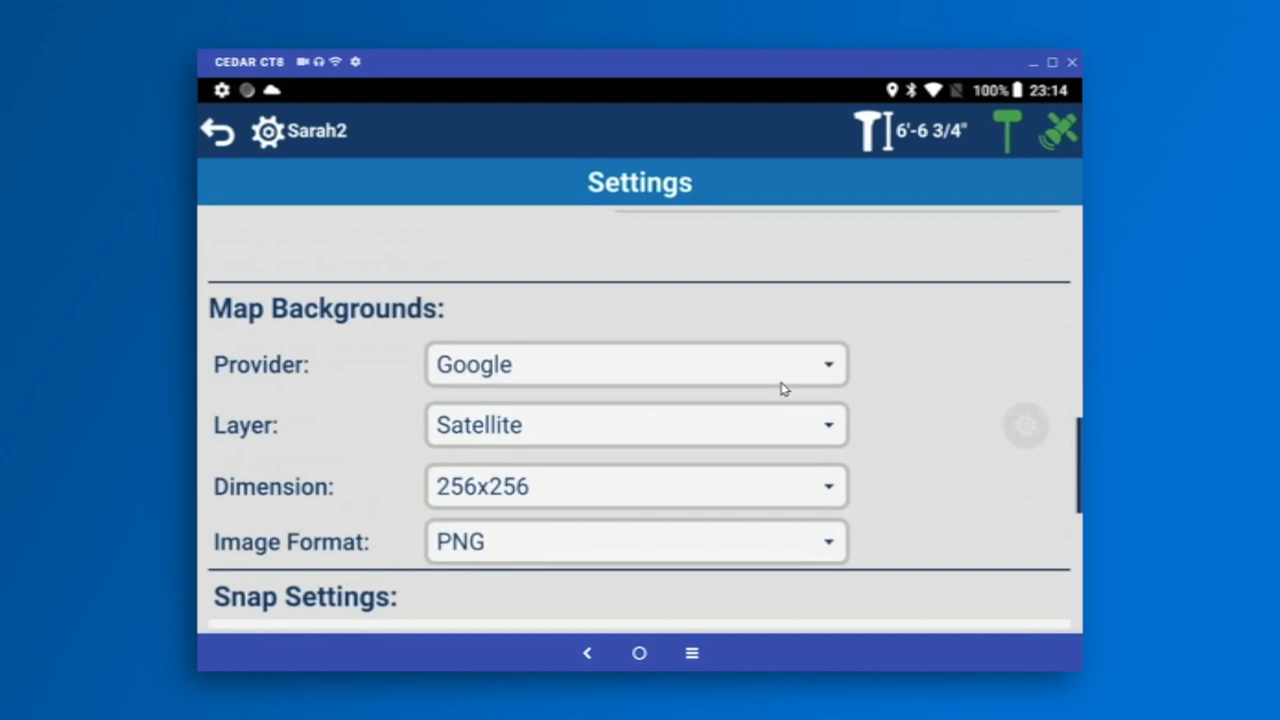 CEDAR CT8
100% 23:14
Sarah2 6'-6 3/4"
Settings
Map Backgrounds:
Provider: Google
Layer: Satellite
Dimension: 256x256
Image Format: PNG
Snap Settings: